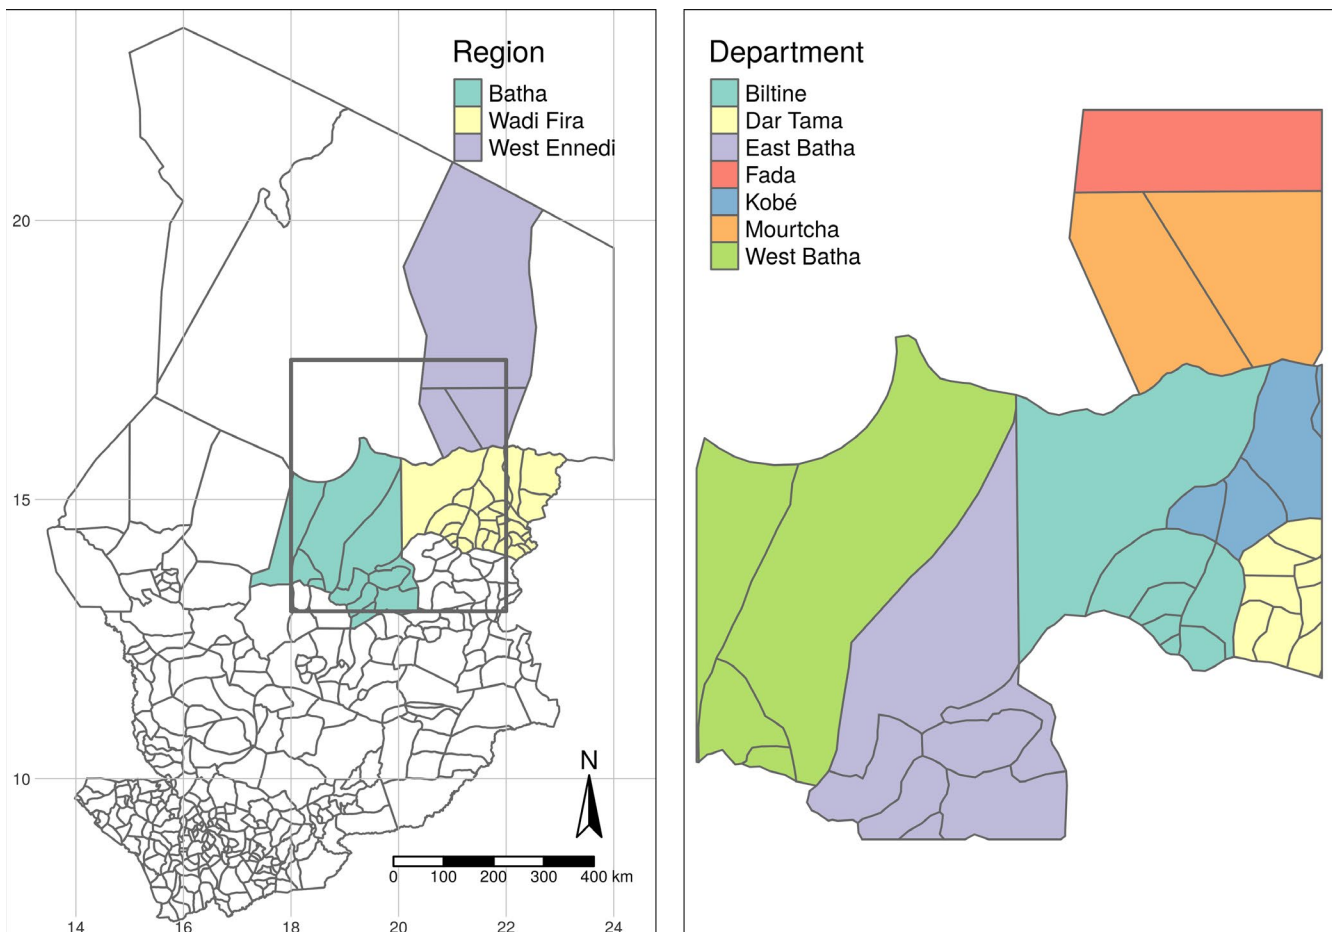 Region
Batha
Wadi Fira
West Ennedi
20
15
10
N
0 100 200 300 400 km
14 16 18 20 22 24
Department
Biltine
Dar Tama
East Batha
Fada
Kobé
Mourtcha
West Batha